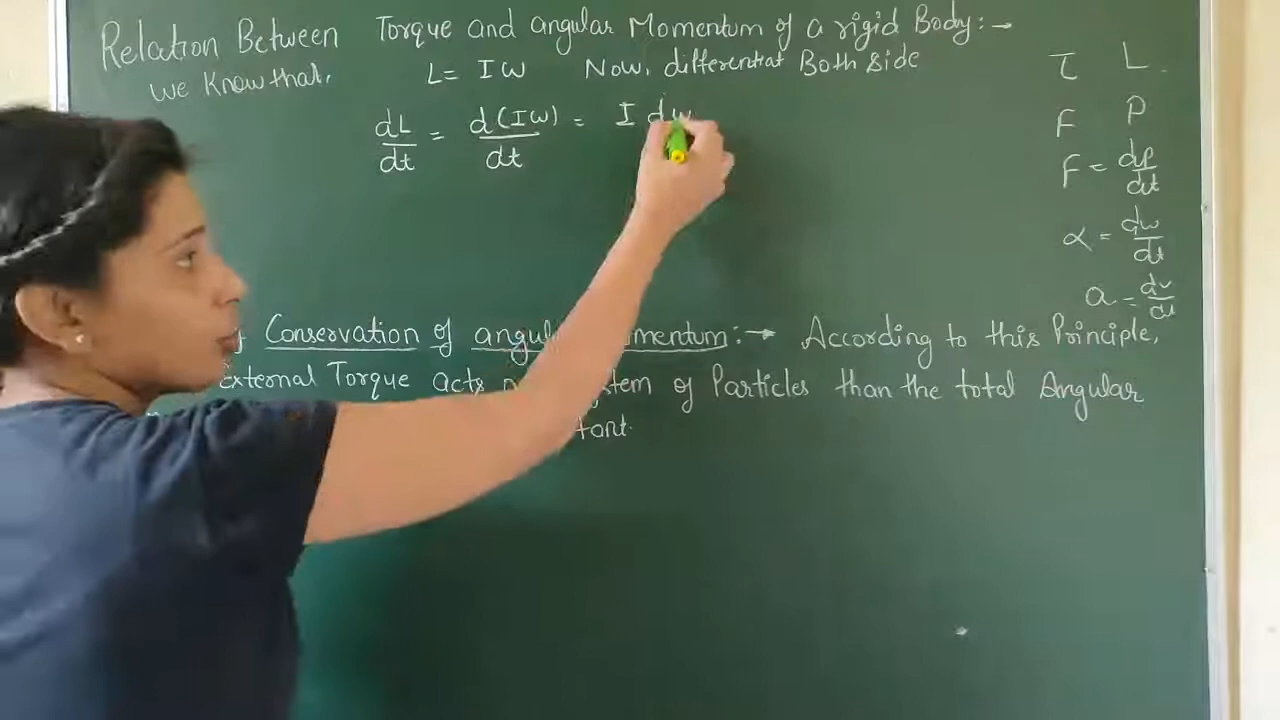 Relation Between Torque and angular Momentum of a rigid Body:-
we know that, L = Iω Now, differentiat Both side
dL/dt = d(Iω)/dt = I dω
τ L
F P
F = dp/dt
α = dω/dt
a = dv/dt
Conservation of angul mentum:→ According to this Principle,
External Torque acts tem of Particles than the total Angular
tant.